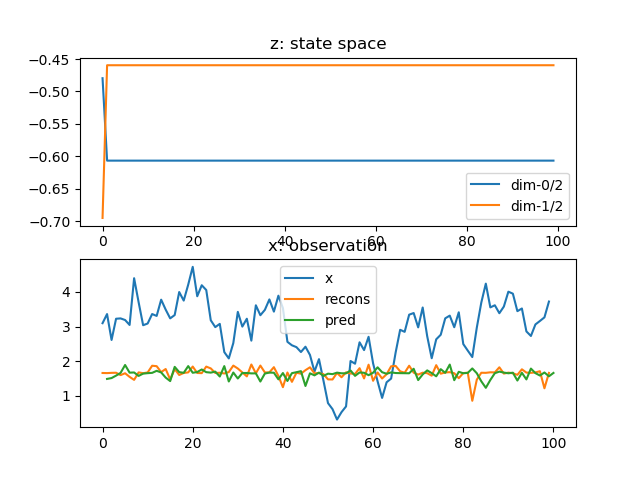 z: state space
−0.45
−0.50
−0.55
−0.60
−0.65
−0.70
dim-0/2
dim-1/2
0 20 40 60 80 100
x: observation
x
recons
pred
4
3
2
1
0 20 40 60 80 100